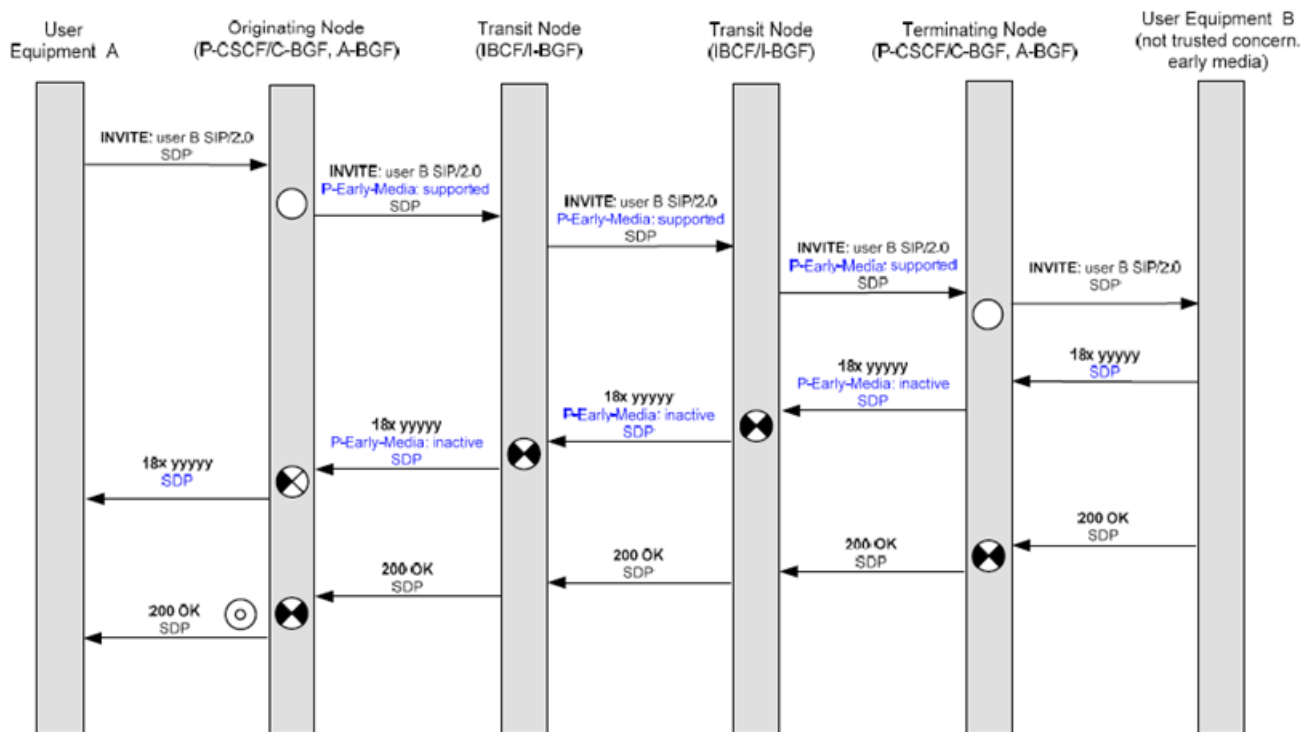 User
Equipment A
Originating Node
(P-CSCF/C-BGF, A-BGF)
Transit Node
(IBCF/I-BGF)
Transit Node
(IBCF/I-BGF)
Terminating Node
(P-CSCF/C-BGF, A-BGF)
User Equipment B
(not trusted concern.
early media)
INVITE: user B SIP/2.0
SDP
INVITE: user B SIP/2.0
P-Early-Media: supported
SDP
INVITE: user B SIP/2.0
P-Early-Media: supported
SDP
INVITE: user B SIP/2.0
P-Early-Media: supported
SDP
INVITE: user B SIP/2.0
SDP
18x yyyyy
SDP
18x yyyyy
P-Early-Media: inactive
SDP
18x yyyyy
P-Early-Media: inactive
SDP
18x yyyyy
P-Early-Media: inactive
SDP
18x yyyyy
SDP
200 OK
SDP
200 OK
SDP
200 OK
SDP
200 OK
SDP
200 OK
SDP